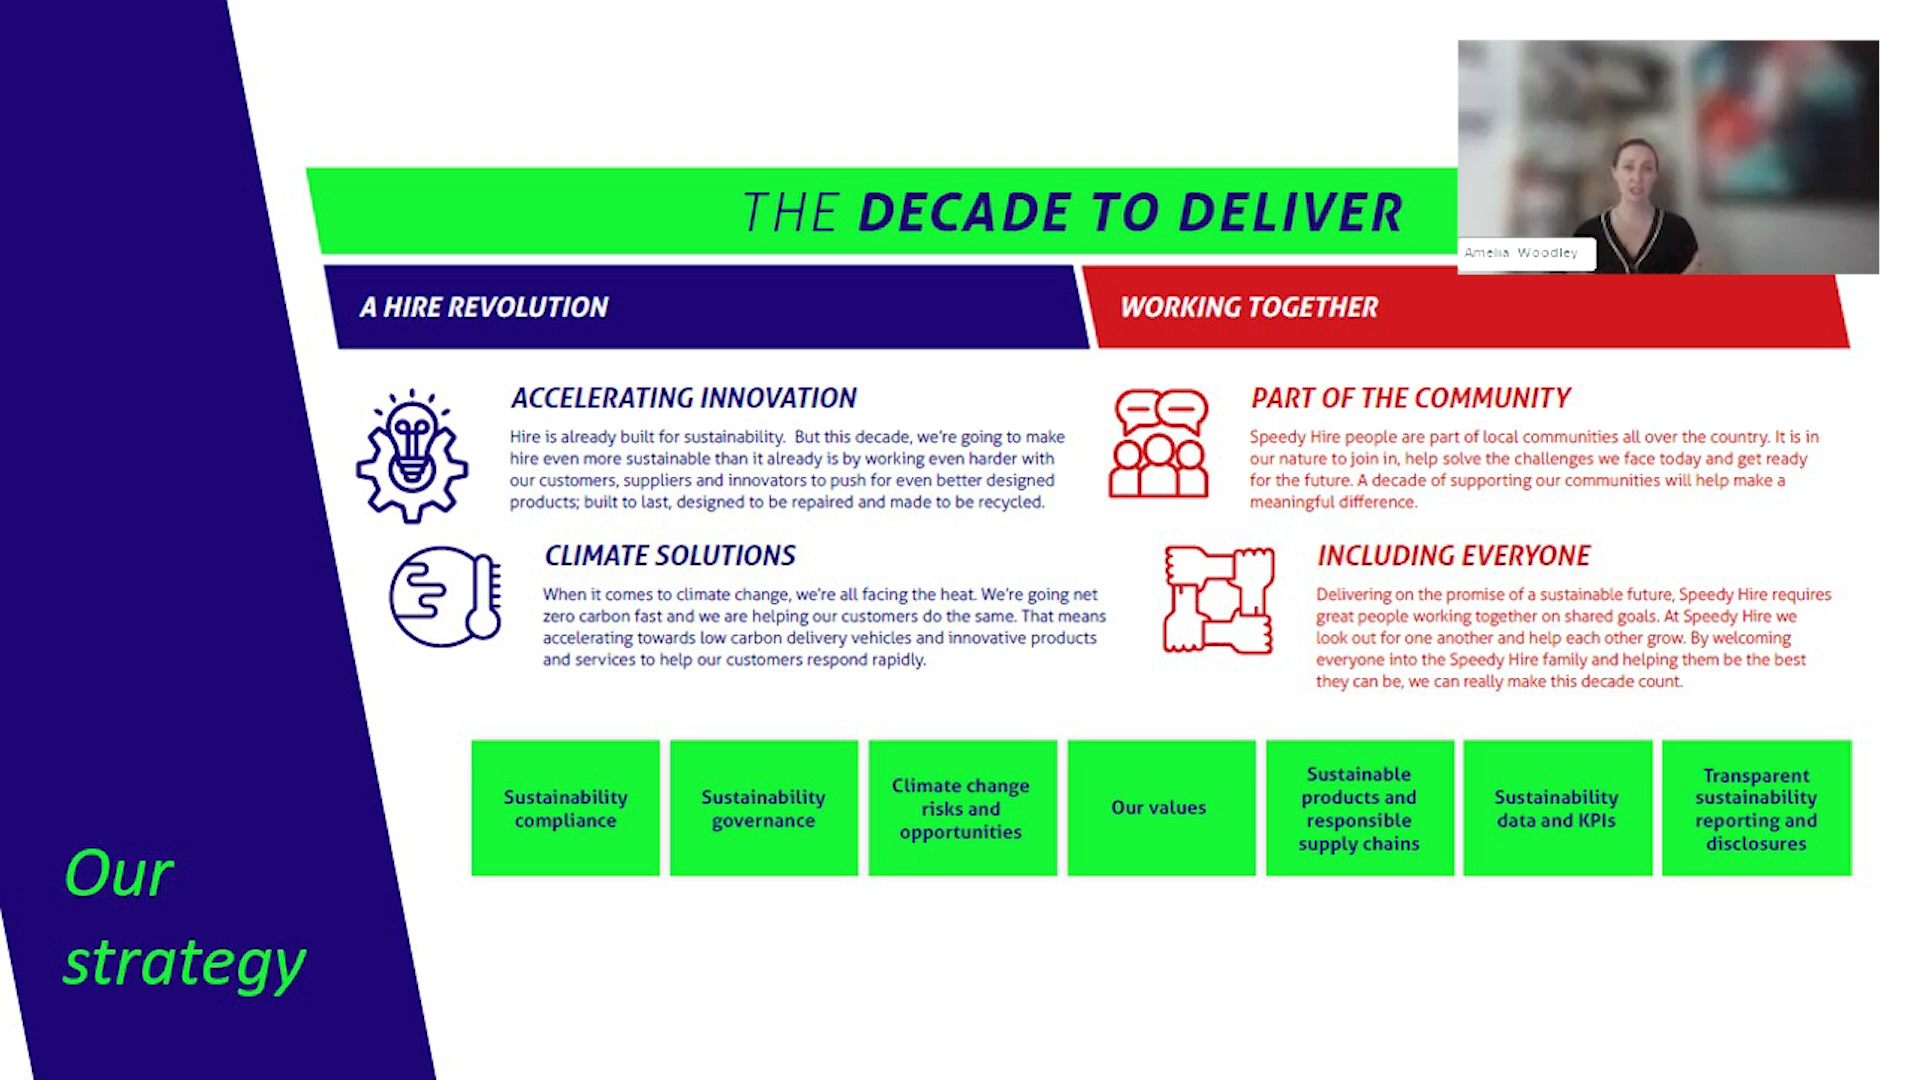 THE DECADE TO DELIVER
Amelia Woodley
A HIRE REVOLUTION
WORKING TOGETHER
ACCELERATING INNOVATION
Hire is already built for sustainability. But this decade, we're going to make
hire even more sustainable than it already is by working even harder with
our customers, suppliers and innovators to push for even better designed
products; built to last, designed to be repaired and made to be recycled.
PART OF THE COMMUNITY
Speedy Hire people are part of local communities all over the country. It is in
our nature to join in, help solve the challenges we face today and get ready
for the future. A decade of supporting our communities will help make a
meaningful difference.
CLIMATE SOLUTIONS
When it comes to climate change, we're all facing the heat. We're going net
zero carbon fast and we are helping our customers do the same. That means
accelerating towards low carbon delivery vehicles and innovative products
and services to help our customers respond rapidly.
INCLUDING EVERYONE
Delivering on the promise of a sustainable future, Speedy Hire requires
great people working together on shared goals. At Speedy Hire we
look out for one another and help each other grow. By welcoming
everyone into the Speedy Hire family and helping them be the best
they can be, we can really make this decade count.
Sustainability
compliance
Sustainability
governance
Climate change
risks and
opportunities
Our values
Sustainable
products and
responsible
supply chains
Sustainability
data and KPIs
Transparent
sustainability
reporting and
disclosures
Our
strategy